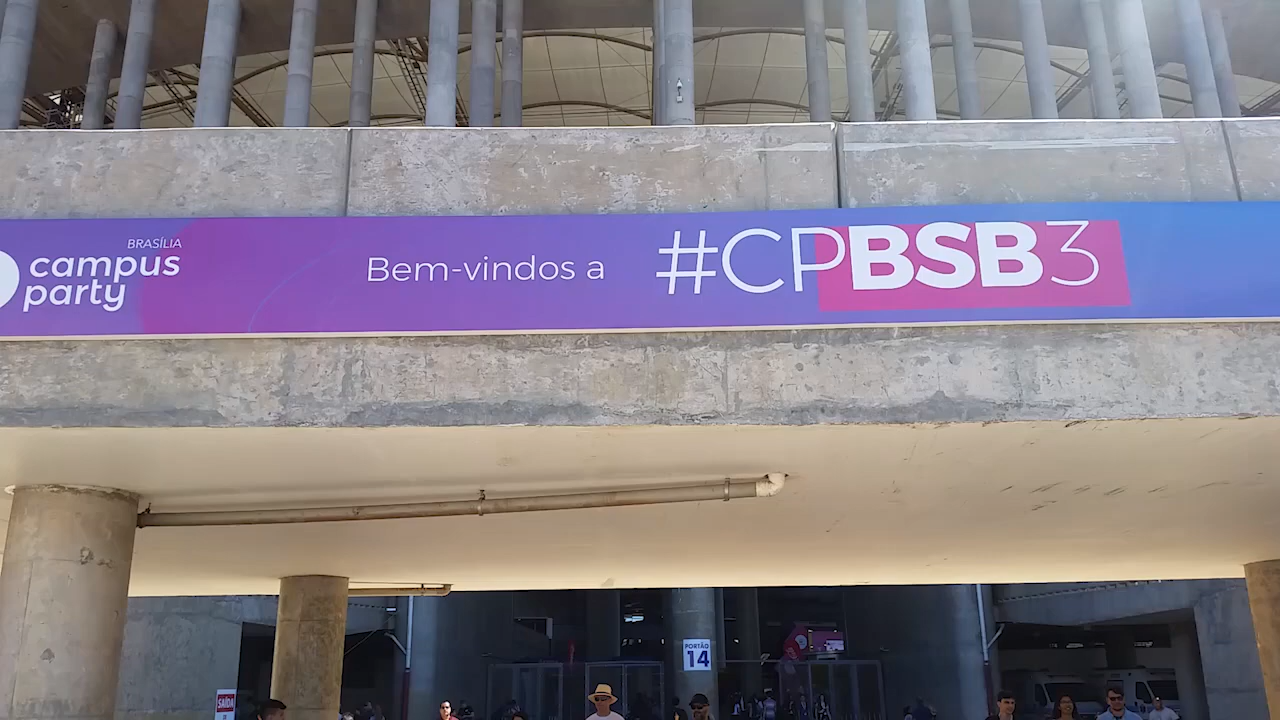 BRASÍLIA
campus
party
Bem-vindos a
#CPBSB3
PORTÃO
14
SAÍDA